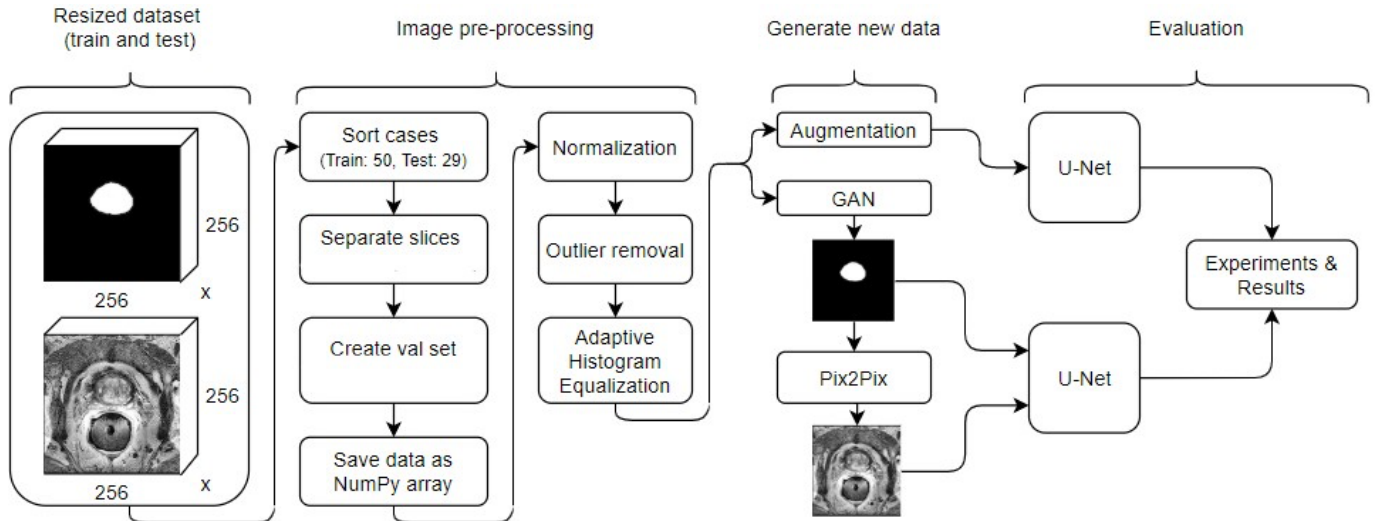 Resized dataset
(train and test)
Image pre-processing
Generate new data
Evaluation
256
256
x
256
256
x
Sort cases
(Train: 50, Test: 29)
Separate slices
Create val set
Save data as
NumPy array
Normalization
Outlier removal
Adaptive
Histogram
Equalization
Augmentation
GAN
Pix2Pix
U-Net
U-Net
Experiments &
Results